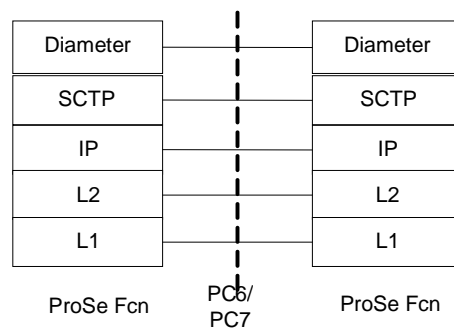 Diameter Diameter
SCTP SCTP
IP IP
L2 L2
L1 L1
ProSe Fcn PC6/ ProSe Fcn
PC7